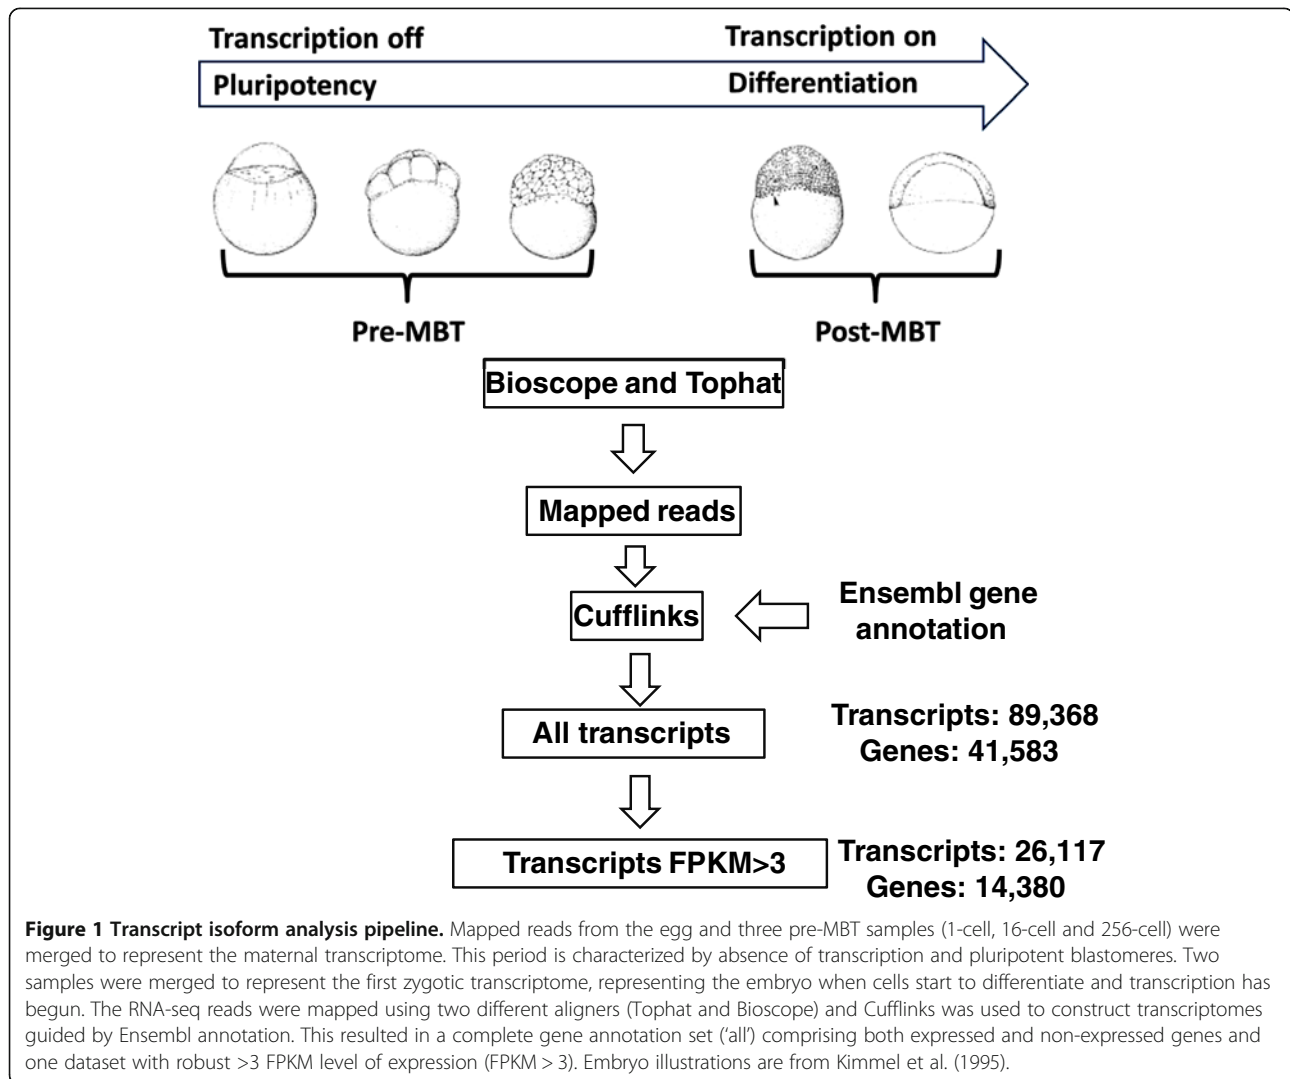 Transcription off
Transcription on
Pluripotency
Differentiation
Pre-MBT
Post-MBT
Bioscope and Tophat
Mapped reads
Cufflinks
Ensembl gene
annotation
All transcripts
Transcripts: 89,368
Genes: 41,583
Transcripts FPKM>3
Transcripts: 26,117
Genes: 14,380
Figure 1 Transcript isoform analysis pipeline. Mapped reads from the egg and three pre-MBT samples (1-cell, 16-cell and 256-cell) were
merged to represent the maternal transcriptome. This period is characterized by absence of transcription and pluripotent blastomeres. Two
samples were merged to represent the first zygotic transcriptome, representing the embryo when cells start to differentiate and transcription has
begun. The RNA-seq reads were mapped using two different aligners (Tophat and Bioscope) and Cufflinks was used to construct transcriptomes
guided by Ensembl annotation. This resulted in a complete gene annotation set (‘all’) comprising both expressed and non-expressed genes and
one dataset with robust >3 FPKM level of expression (FPKM > 3). Embryo illustrations are from Kimmel et al. (1995).